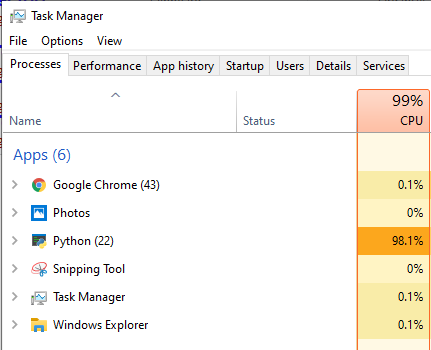 Task Manager
File Options View
Processes Performance App history Startup Users Details Services
99%
Name Status CPU
Apps (6)
Google Chrome (43) 0.1%
Photos 0%
Python (22) 98.1%
Snipping Tool 0%
Task Manager 0.1%
Windows Explorer 0.1%